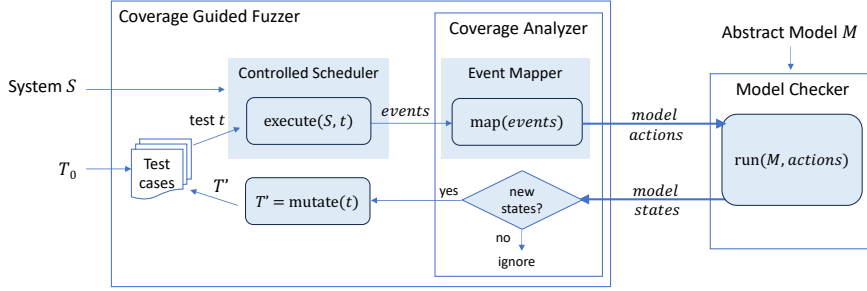 Coverage Guided Fuzzer
Coverage Analyzer
Abstract Model M
Controlled Scheduler
Event Mapper
Model Checker
System S
test t
execute(S, t)
events
map(events)
model
actions
T0
Test
cases
run(M, actions)
T'
T' = mutate(t)
yes
new
states?
model
states
no
ignore